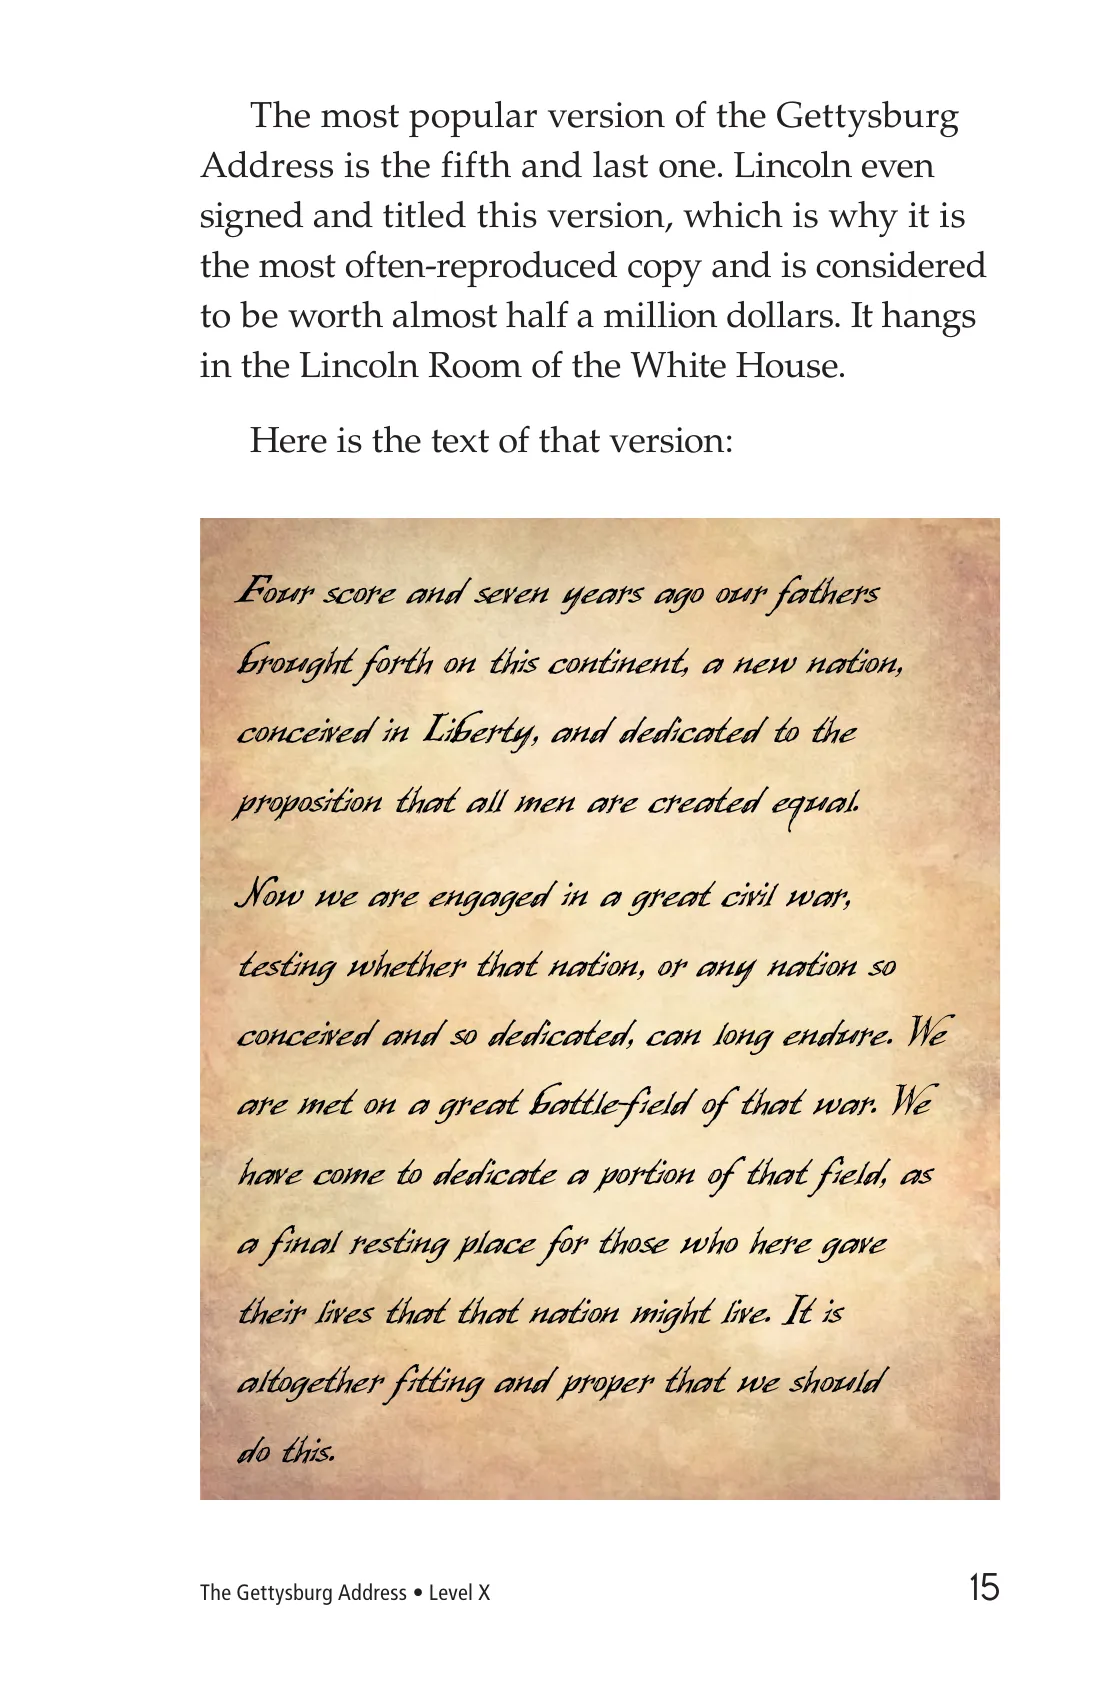 The most popular version of the Gettysburg
Address is the fifth and last one. Lincoln even
signed and titled this version, which is why it is
the most often-reproduced copy and is considered
to be worth almost half a million dollars. It hangs
in the Lincoln Room of the White House.
Here is the text of that version:
Four score and seven years ago our fathers
brought forth on this continent, a new nation,
conceived in Liberty, and dedicated to the
proposition that all men are created equal.
Now we are engaged in a great civil war,
testing whether that nation, or any nation so
conceived and so dedicated, can long endure. We
are met on a great battle-field of that war. We
have come to dedicate a portion of that field, as
a final resting place for those who here gave
their lives that that nation might live. It is
altogether fitting and proper that we should
do this.
The Gettysburg Address • Level X
15